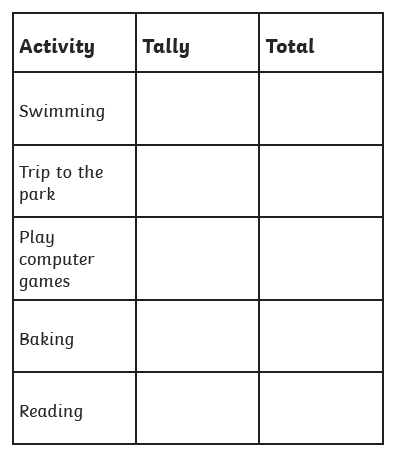 Activity Tally Total
Swimming
Trip to the
park
Play
computer
games
Baking
Reading